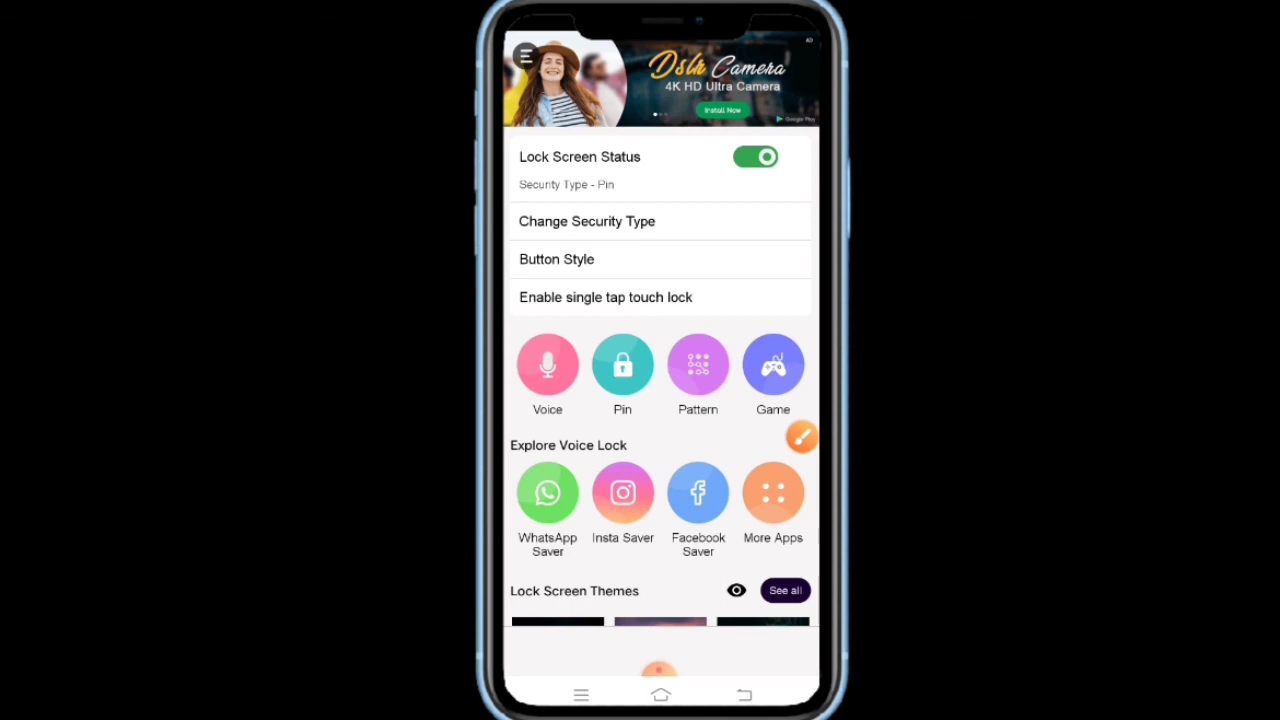 AD
Dslr Camera
4K HD Ultra Camera
Install Now
Google Play
Lock Screen Status
Security Type - Pin
Change Security Type
Button Style
Enable single tap touch lock
Voice Pin Pattern Game
Explore Voice Lock
WhatsApp Saver Insta Saver Facebook Saver More Apps
Lock Screen Themes See all